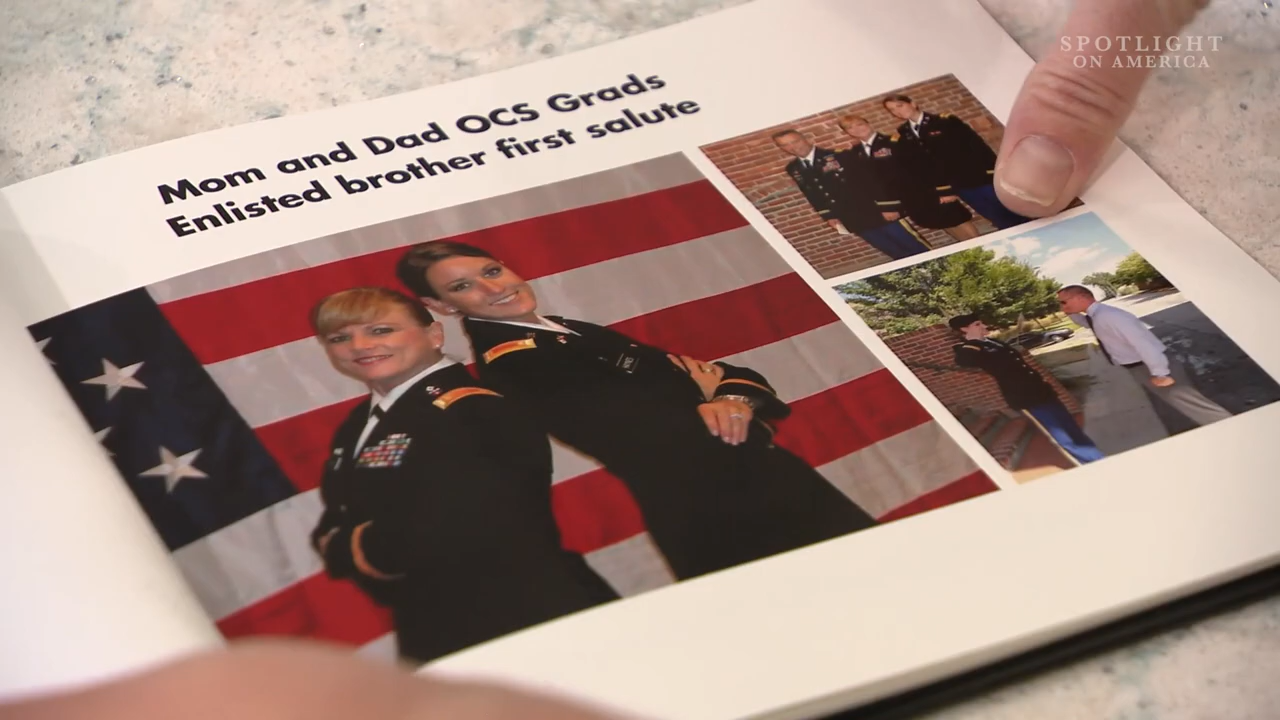 SPOTLIGHT
ON AMERICA
Mom and Dad OCS Grads
Enlisted brother first salute